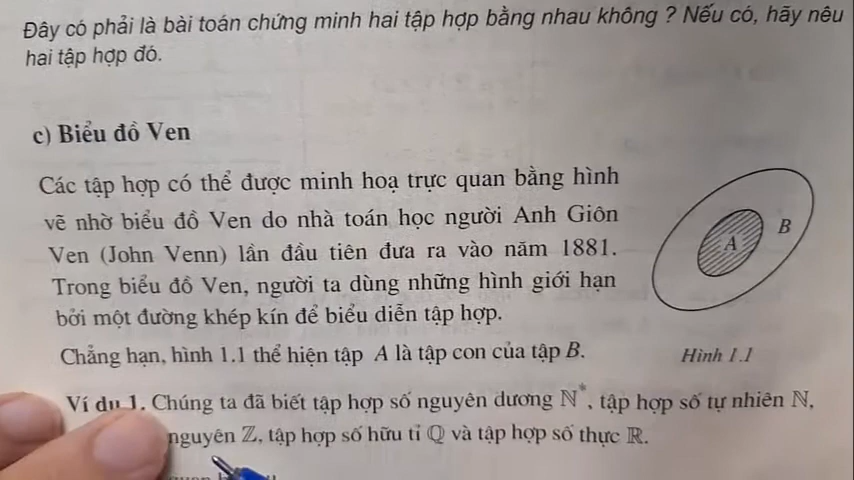 Đây có phải là bài toán chứng minh hai tập hợp bằng nhau không ? Nếu có, hãy nêu
hai tập hợp đó.
c) Biểu đồ Ven
Các tập hợp có thể được minh hoạ trực quan bằng hình
vẽ nhờ biểu đồ Ven do nhà toán học người Anh Giôn
Ven (John Venn) lần đầu tiên đưa ra vào năm 1881.
Trong biểu đồ Ven, người ta dùng những hình giới hạn
bởi một đường khép kín để biểu diễn tập hợp.
Chẳng hạn, hình 1.1 thể hiện tập A là tập con của tập B.
A
B
Hình 1.1
Ví dụ 1. Chúng ta đã biết tập hợp số nguyên dương ℕ*, tập hợp số tự nhiên ℕ,
nguyên ℤ, tập hợp số hữu tỉ ℚ và tập hợp số thực ℝ.